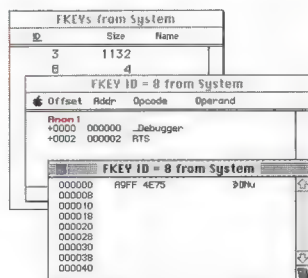 FKEYs from System
ID Size Name
3 1132
8 4
FKEY ID = 8 from System
Offset Addr Opcode Operand
Anon 1
+0000 000000 _Debugger
+0002 000002 RTS
FKEY ID = 8 from System
000000 A9FF 4E75
000008
000010
000018
000020
000028
000030
000038
000040